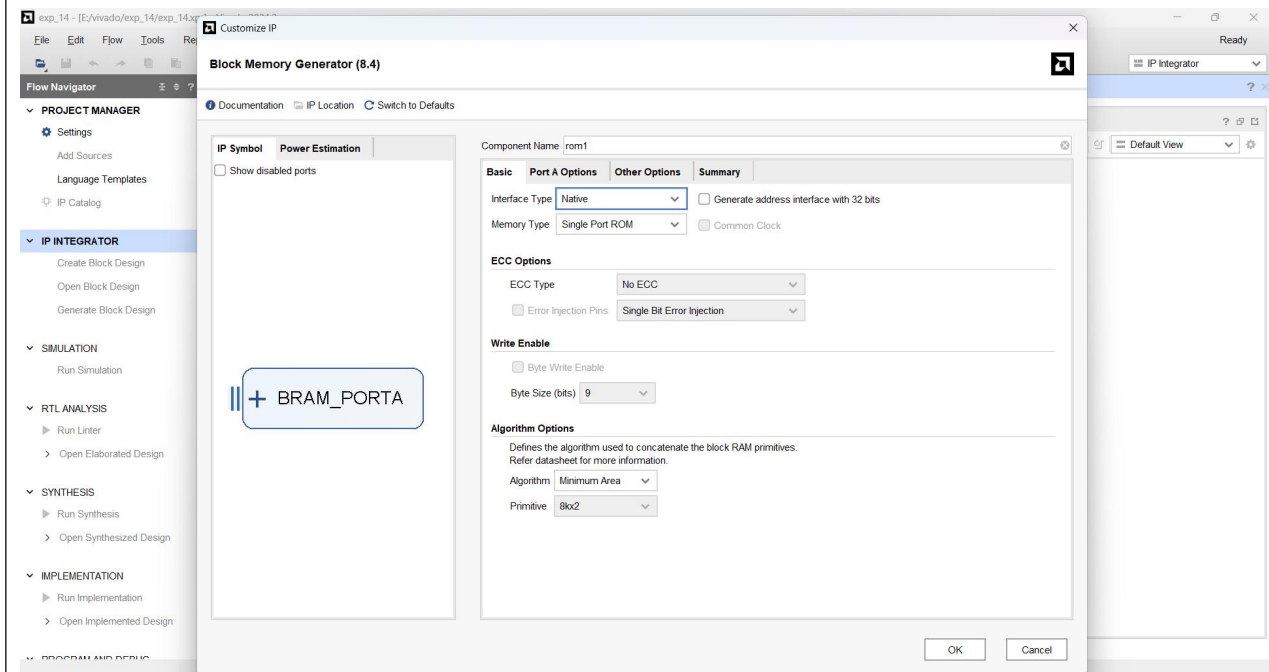 exp_14 - [E:/vivado/exp_14/exp_14.xp
Customize IP
File Edit Flow Tools Re
Ready
Block Memory Generator (8.4)
IP Integrator
Flow Navigator ?
?
Documentation IP Location Switch to Defaults
PROJECT MANAGER
Settings
Add Sources
Language Templates
IP Catalog
IP INTEGRATOR
Create Block Design
Open Block Design
Generate Block Design
SIMULATION
Run Simulation
RTL ANALYSIS
Run Linter
Open Elaborated Design
SYNTHESIS
Run Synthesis
Open Synthesized Design
IMPLEMENTATION
Run Implementation
Open Implemented Design
IP Symbol Power Estimation
Show disabled ports
BRAM_PORTA
Component Name rom1
Basic Port A Options Other Options Summary
Interface Type Native Generate address interface with 32 bits
Memory Type Single Port ROM Common Clock
ECC Options
ECC Type No ECC
Error Injection Pins Single Bit Error Injection
Write Enable
Byte Write Enable
Byte Size (bits) 9
Algorithm Options
Defines the algorithm used to concatenate the block RAM primitives.
Refer datasheet for more information.
Algorithm Minimum Area
Primitive 8kx2
OK Cancel
?
Default View